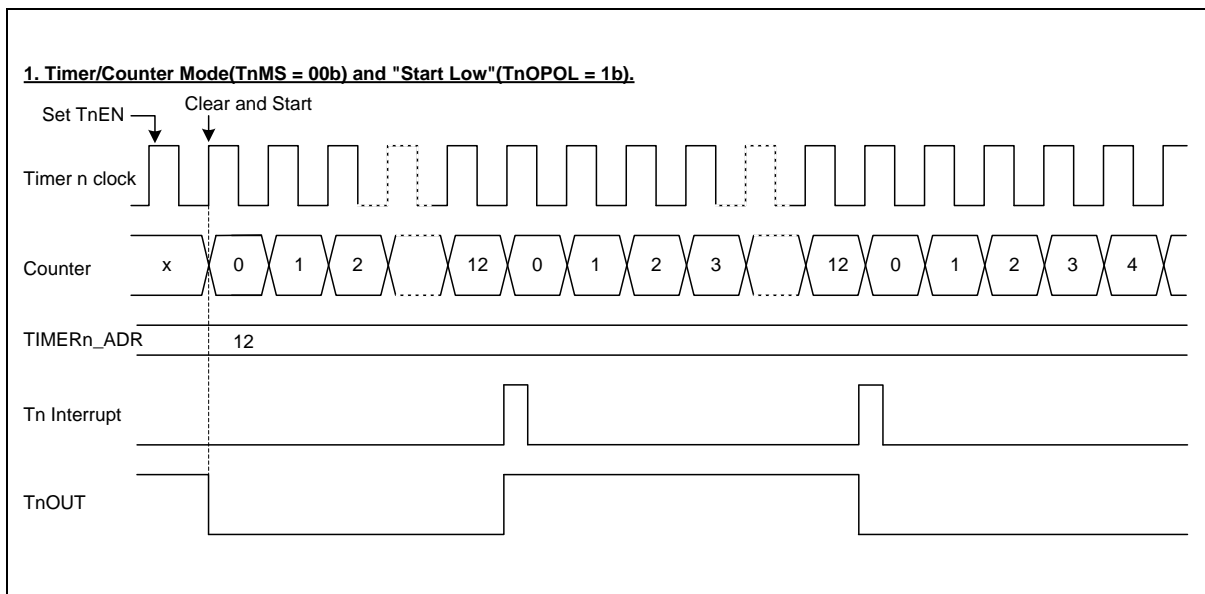 1. Timer/Counter Mode(TnMS = 00b) and "Start Low"(TnOPOL = 1b).
Set TnEN
Clear and Start
Timer n clock
Counter x 0 1 2 12 0 1 2 3 12 0 1 2 3 4
TIMERn_ADR 12
Tn Interrupt
TnOUT